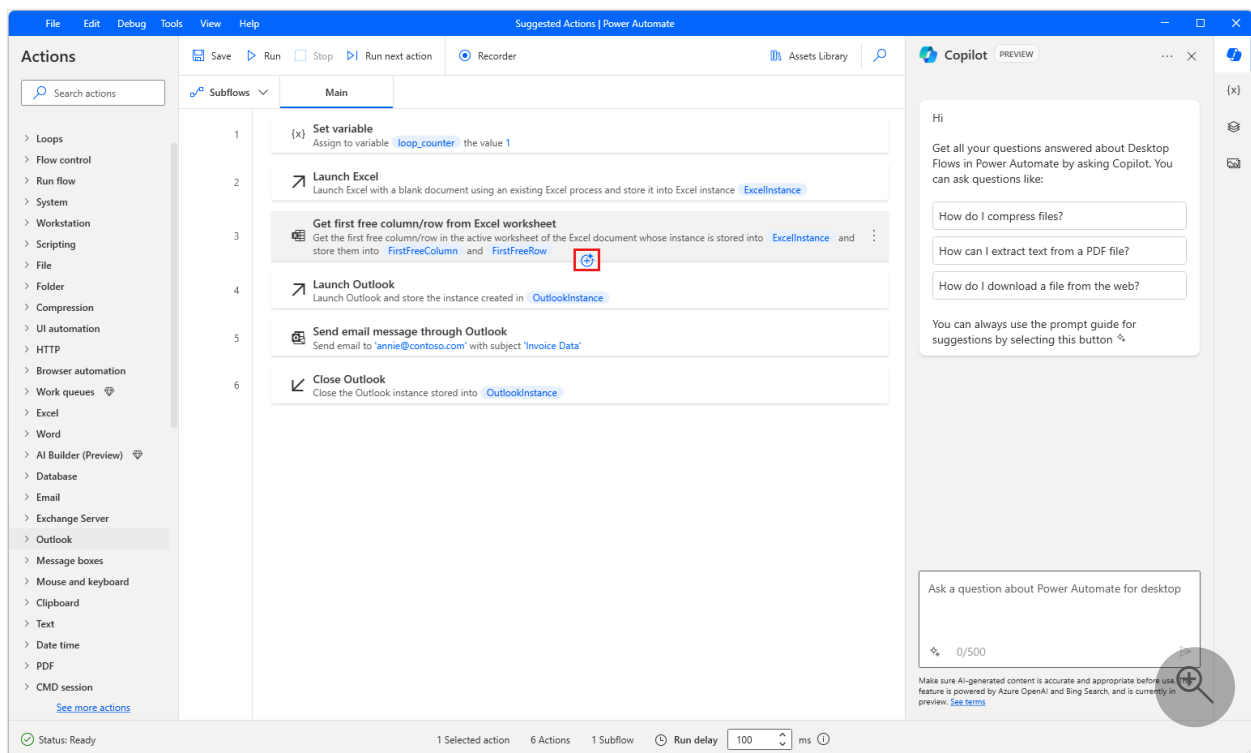 File Edit Debug Tools View Help
Suggested Actions | Power Automate
Actions
Search actions
Loops
Flow control
Run flow
System
Workstation
Scripting
File
Folder
Compression
UI automation
HTTP
Browser automation
Work queues
Excel
Word
AI Builder (Preview)
Database
Email
Exchange Server
Outlook
Message boxes
Mouse and keyboard
Clipboard
Text
Date time
PDF
CMD session
See more actions
Save Run Stop Run next action Recorder Assets Library
Subflows Main
1
{x} Set variable
Assign to variable loop_counter the value 1
2
Launch Excel
Launch Excel with a blank document using an existing Excel process and store it into Excel instance ExcelInstance
3
Get first free column/row from Excel worksheet
Get the first free column/row in the active worksheet of the Excel document whose instance is stored into ExcelInstance and
store them into FirstFreeColumn and FirstFreeRow
4
Launch Outlook
Launch Outlook and store the instance created in OutlookInstance
5
Send email message through Outlook
Send email to 'annie@contoso.com' with subject 'Invoice Data'
6
Close Outlook
Close the Outlook instance stored into OutlookInstance
Copilot PREVIEW
{x}
Hi
Get all your questions answered about Desktop
Flows in Power Automate by asking Copilot. You
can ask questions like:
How do I compress files?
How can I extract text from a PDF file?
How do I download a file from the web?
You can always use the prompt guide for
suggestions by selecting this button
Ask a question about Power Automate for desktop
0/500
Make sure AI-generated content is accurate and appropriate before use. This
feature is powered by Azure OpenAI and Bing Search, and is currently in
preview. See terms
Status: Ready 1 Selected action 6 Actions 1 Subflow Run delay 100 ms